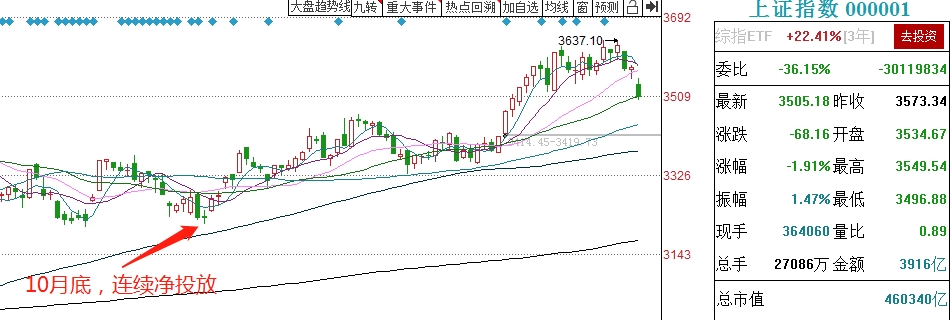 大盘趋势线 九转 重大事件 热点回溯 加自选 均线 窗 预测
3692
3637.10
3509
3414.45-3419.73
3326
3143
10月底，连续净投放
上证指数 000001
综指ETF +22.41%[3年] 去投资
委比 -36.15% -30119834
最新 3505.18 昨收 3573.34
涨跌 -68.16 开盘 3534.67
涨幅 -1.91% 最高 3549.54
振幅 1.47% 最低 3496.88
现手 364060 量比 0.89
总手 27086万 金额 3916亿
总市值 460340亿